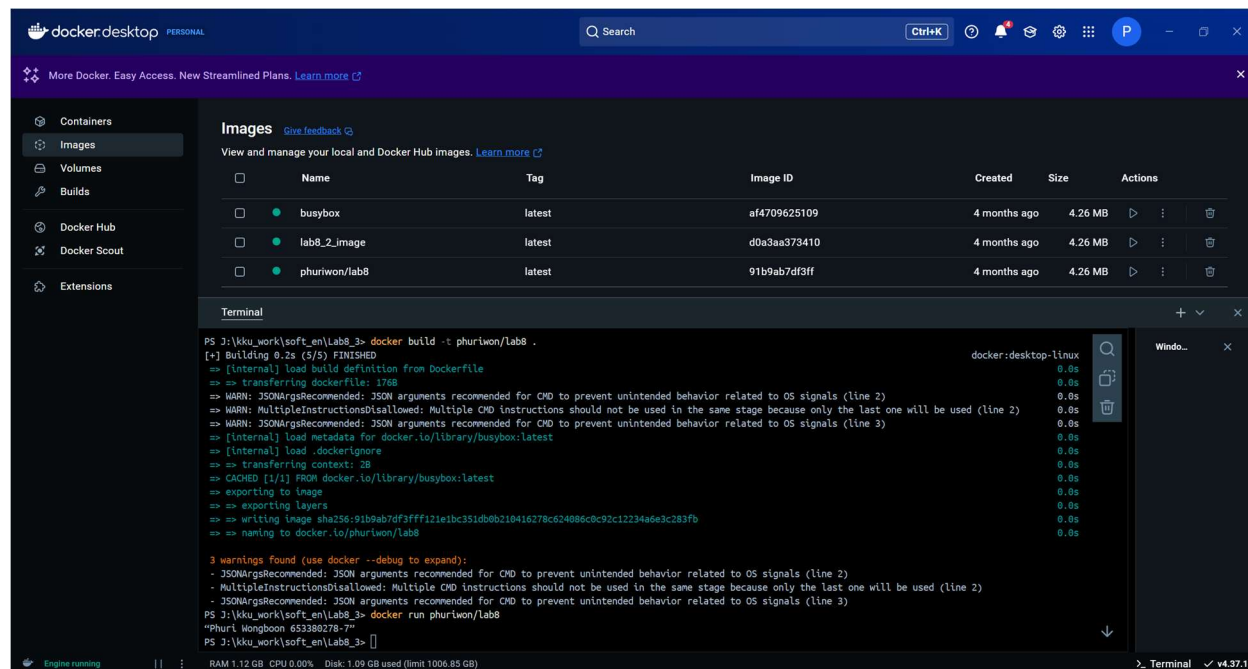 docker desktop PERSONAL
Search
Ctrl+K
4
P
More Docker. Easy Access. New Streamlined Plans. Learn more
Containers
Images
Volumes
Builds
Docker Hub
Docker Scout
Extensions
Images Give feedback
View and manage your local and Docker Hub images. Learn more
Name Tag Image ID Created Size Actions
busybox latest af4709625109 4 months ago 4.26 MB
lab8_2_image latest d0a3aa373410 4 months ago 4.26 MB
phuriwon/lab8 latest 91b9ab7df3ff 4 months ago 4.26 MB
Terminal
PS J:\kku_work\soft_en\Lab8_3> docker build -t phuriwon/lab8 .
[+] Building 0.2s (5/5) FINISHED docker:desktop-linux
=> [internal] load build definition from Dockerfile 0.0s
=> => transferring dockerfile: 176B 0.0s
=> WARN: JSONArgsRecommended: JSON arguments recommended for CMD to prevent unintended behavior related to OS signals (line 2) 0.0s
=> WARN: MultipleInstructionsDisallowed: Multiple CMD instructions should not be used in the same stage because only the last one will be used (line 2) 0.0s
=> WARN: JSONArgsRecommended: JSON arguments recommended for CMD to prevent unintended behavior related to OS signals (line 3) 0.0s
=> [internal] load metadata for docker.io/library/busybox:latest 0.0s
=> [internal] load .dockerignore 0.0s
=> => transferring context: 2B 0.0s
=> CACHED [1/1] FROM docker.io/library/busybox:latest 0.0s
=> exporting to image 0.0s
=> => exporting layers 0.0s
=> => writing image sha256:91b9ab7df3fff121e1bc351db0b210416278c624086c0c92c12234a6e3c283fb 0.0s
=> => naming to docker.io/phuriwon/lab8 0.0s
3 warnings found (use docker --debug to expand):
- JSONArgsRecommended: JSON arguments recommended for CMD to prevent unintended behavior related to OS signals (line 2)
- MultipleInstructionsDisallowed: Multiple CMD instructions should not be used in the same stage because only the last one will be used (line 2)
- JSONArgsRecommended: JSON arguments recommended for CMD to prevent unintended behavior related to OS signals (line 3)
PS J:\kku_work\soft_en\Lab8_3> docker run phuriwon/lab8
“Phuri Wongboon 653380278-7”
PS J:\kku_work\soft_en\Lab8_3>
Windo...
Engine running RAM 1.12 GB CPU 0.00% Disk: 1.09 GB used (limit 1006.85 GB) >_ Terminal v4.37.1